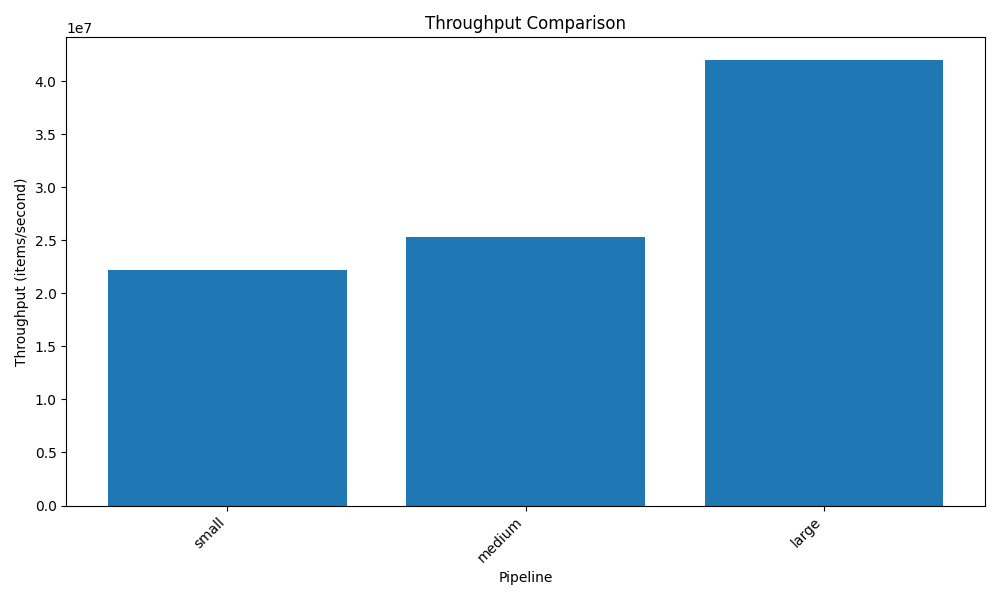 Throughput Comparison
1e7
4.0
3.5
3.0
2.5
2.0
1.5
1.0
0.5
0.0
Throughput (items/second)
small
medium
large
Pipeline